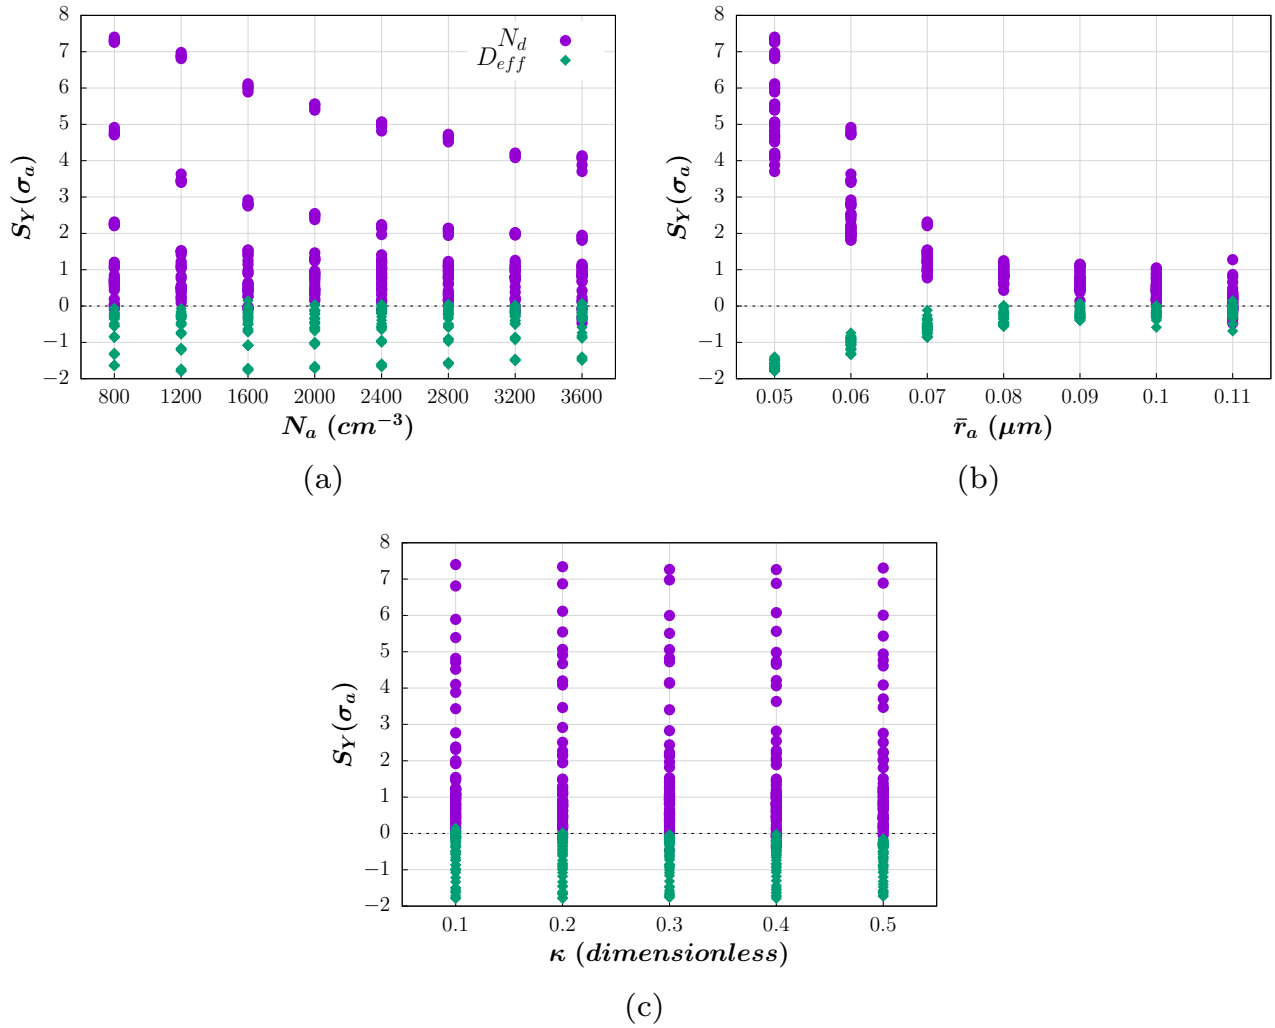 8
7
6
5
4
3
2
1
0
−1
−2
S_Y(σ_a)
N_d
D_eff
800 1200 1600 2000 2400 2800 3200 3600
N_a (cm⁻³)
(a)
8
7
6
5
4
3
2
1
0
−1
−2
S_Y(σ_a)
0.05 0.06 0.07 0.08 0.09 0.1 0.11
r̄_a (μm)
(b)
8
7
6
5
4
3
2
1
0
−1
−2
S_Y(σ_a)
0.1 0.2 0.3 0.4 0.5
κ (dimensionless)
(c)